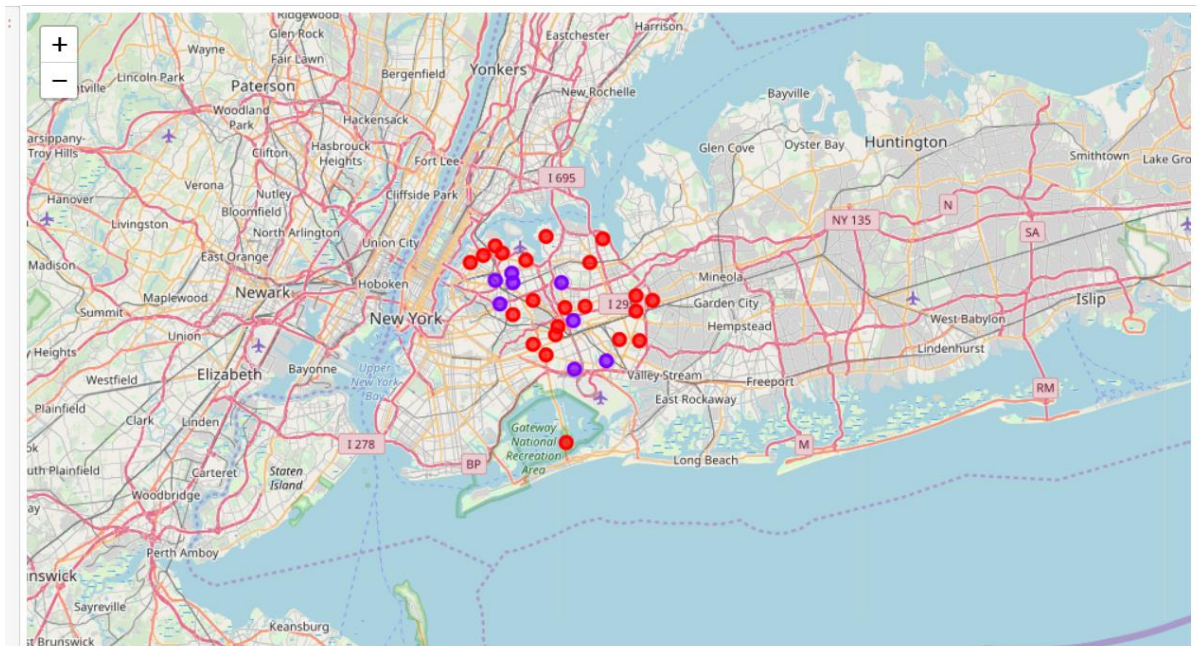 +
−
Ridgewood
Glen Rock
Eastchester
Harrison
Wayne
Fair Lawn
Yonkers
Lincoln Park
Bergenfield
Paterson
New Rochelle
Bayville
Woodland
Park
Hackensack
arsippany-
Troy Hills
Hasbrouck
Heights
Clifton
Fort Lee
Glen Cove
Oyster Bay
Huntington
Smithtown
Lake Gro
I 695
Verona
Nutley
Cliffside Park
Hanover
Bloomfield
N
NY 135
Livingston
North Arlington
SA
Union City
East Orange
Madison
Mineola
Hoboken
Newark
Maplewood
Garden City
I 29
Islip
Summit
New York
West Babylon
Union
Hempstead
y Heights
Lindenhurst
Elizabeth
Bayonne
Upper
New York
Bay
Valley Stream
Freeport
Westfield
RM
East Rockaway
Plainfield
Clark
Linden
Gateway
National
Recreation
Area
I 278
M
BP
Long Beach
uth Plainfield
Carteret
Staten
Island
Woodbridge
ay
Perth Amboy
nswick
Sayreville
Keansburg
st Brunswick